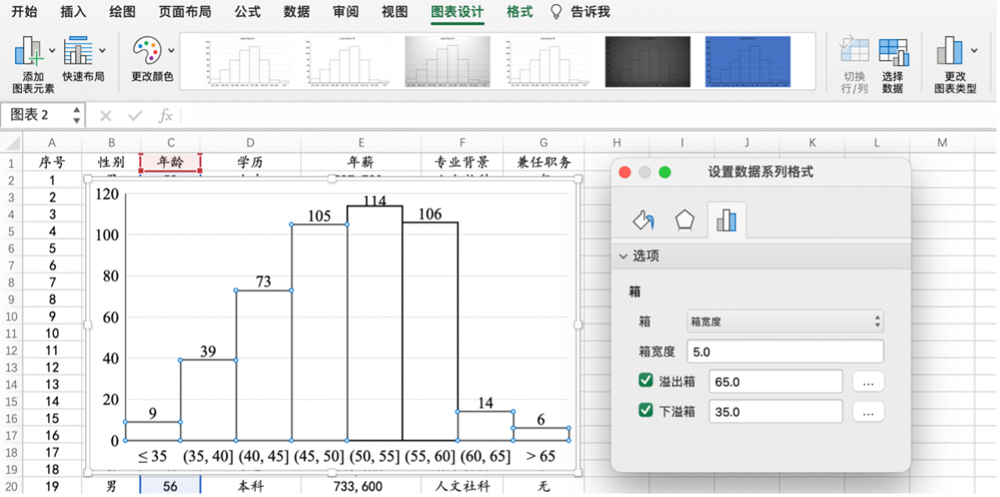 开始 插入 绘图 页面布局 公式 数据 审阅 视图 图表设计 格式 告诉我
添加 图表元素 快速布局 更改颜色 切换 行/列 选择 数据 更改 图表类型
图表 2 fx
A B C D E F G H I J K L M
1 序号 性别 年龄 学历 年薪 专业背景 兼任职务
2 1
3 2
4 3
5 4
6 5
7 6
8 7
9 8
10 9
11 10
12 11
13 12
14 13
15 14
16 15
17 16
18 17
19 18
20 19 男 56 本科 733,600 人文社科 无
120
100
80
60
40
20
0
9 39 73 105 114 106 14 6
≤ 35 (35, 40] (40, 45] (45, 50] (50, 55] (55, 60] (60, 65] > 65
设置数据系列格式
选项
箱
箱 箱宽度
箱宽度 5.0
溢出箱 65.0 ...
下溢箱 35.0 ...